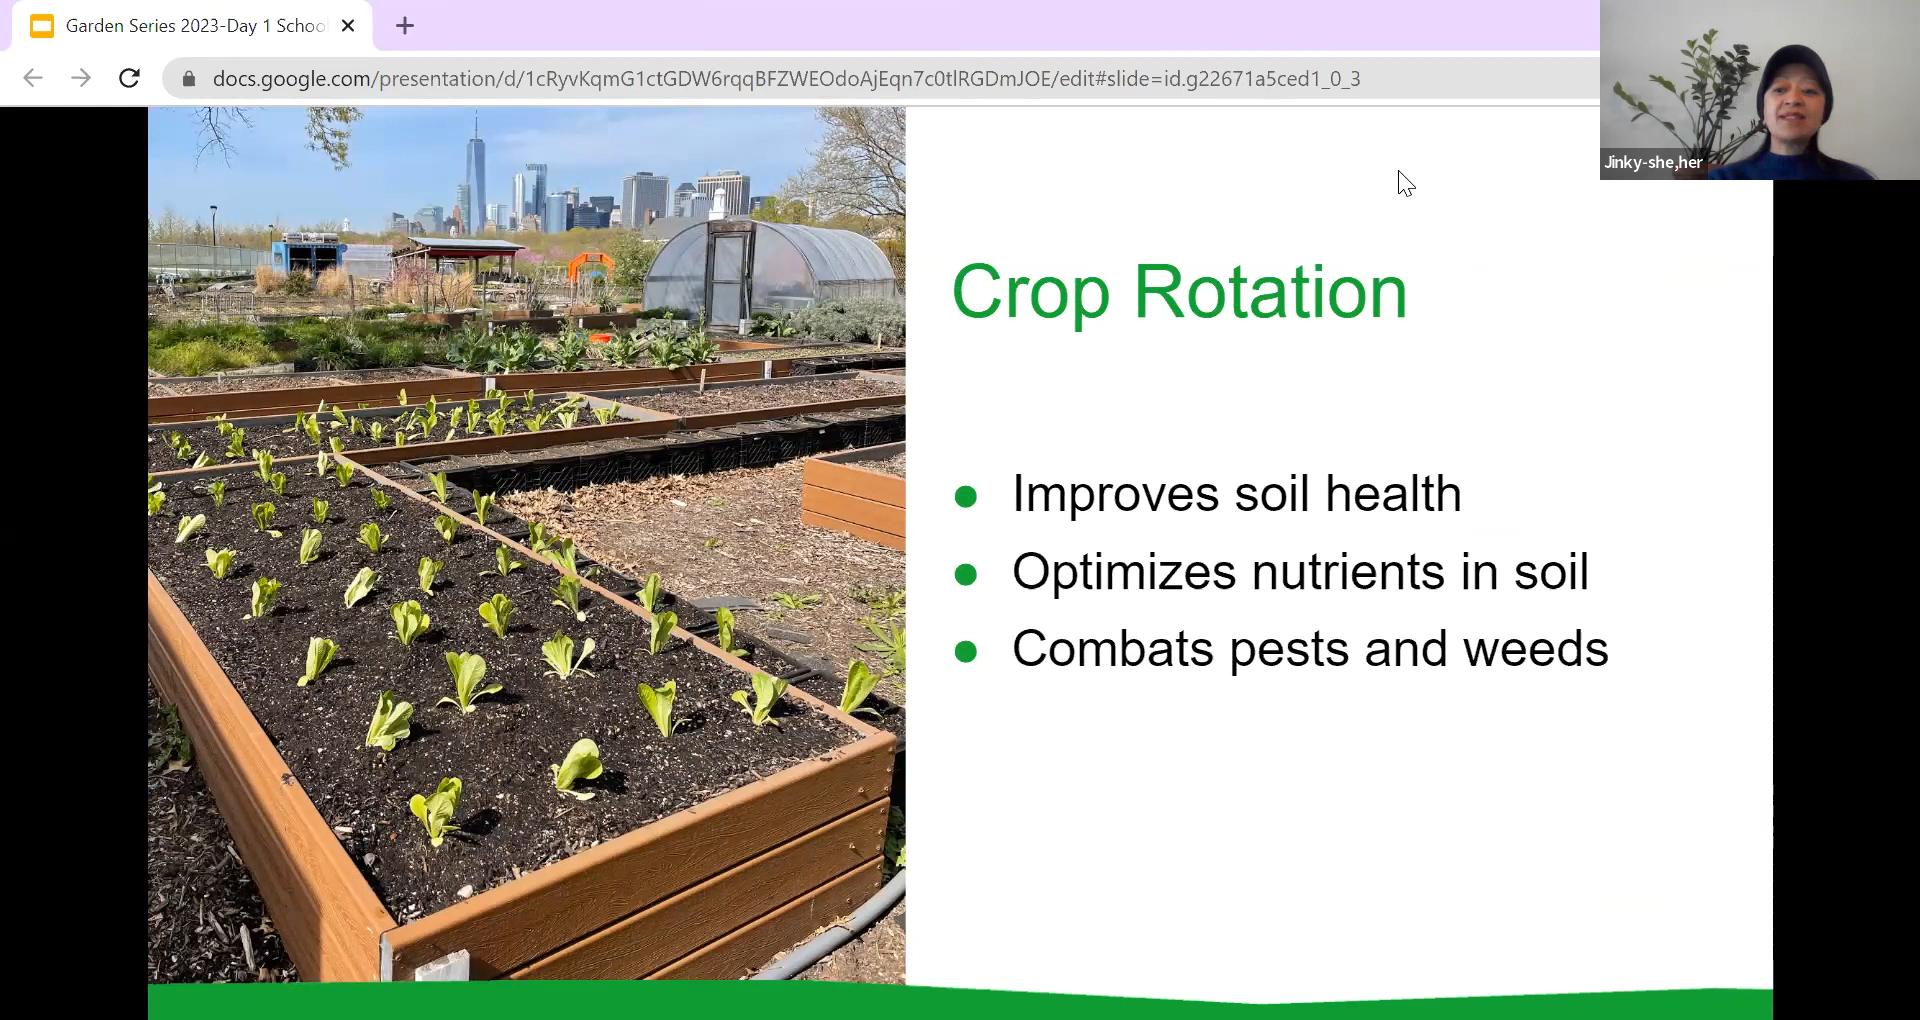 Garden Series 2023-Day 1 Schoo
docs.google.com/presentation/d/1cRyvKqmG1ctGDW6rqqBFZWEOdoAjEqn7c0tlRGDmJOE/edit#slide=id.g22671a5ced1_0_3
Jinky-she,her
Crop Rotation
● Improves soil health
● Optimizes nutrients in soil
● Combats pests and weeds